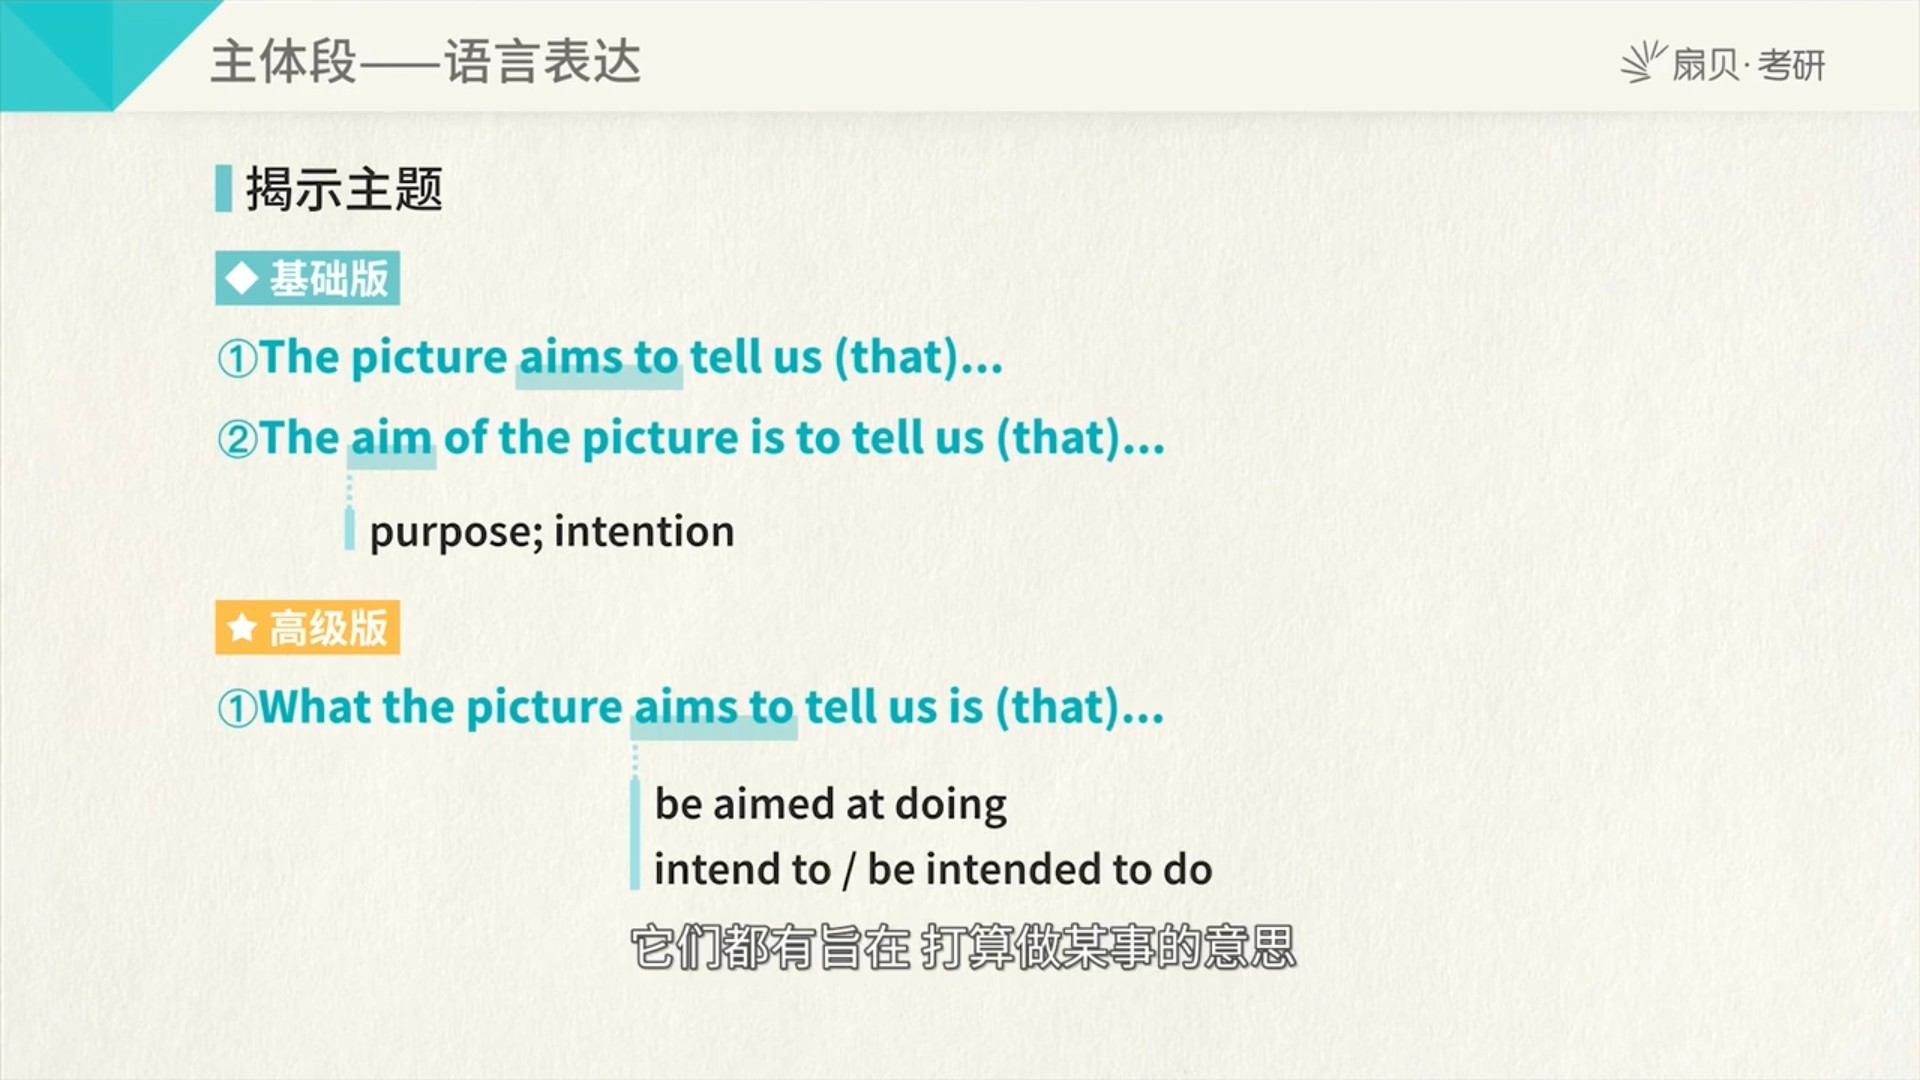 主体段——语言表达
扇贝·考研
揭示主题
基础版
①The picture aims to tell us (that)...
②The aim of the picture is to tell us (that)...
purpose; intention
高级版
①What the picture aims to tell us is (that)...
be aimed at doing
intend to / be intended to do
它们都有旨在 打算做某事的意思